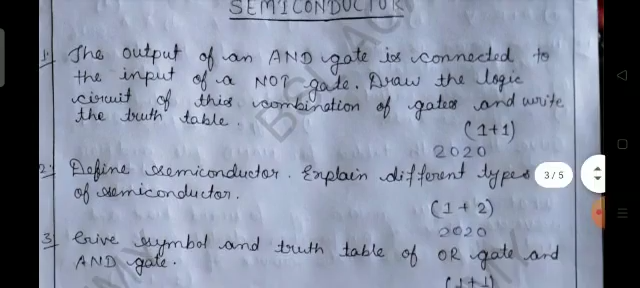 SEMICONDUCTOR
1. The output of an AND gate is connected to
the input of a NOT gate. Draw the logic
circuit of this combination of gates and write
the truth table.
(1+1)
2020
2. Define semiconductor. Explain different types
of semiconductor.
3/5
(1+2)
2020
3. Give symbol and truth table of OR gate and
AND gate.
(1+1)